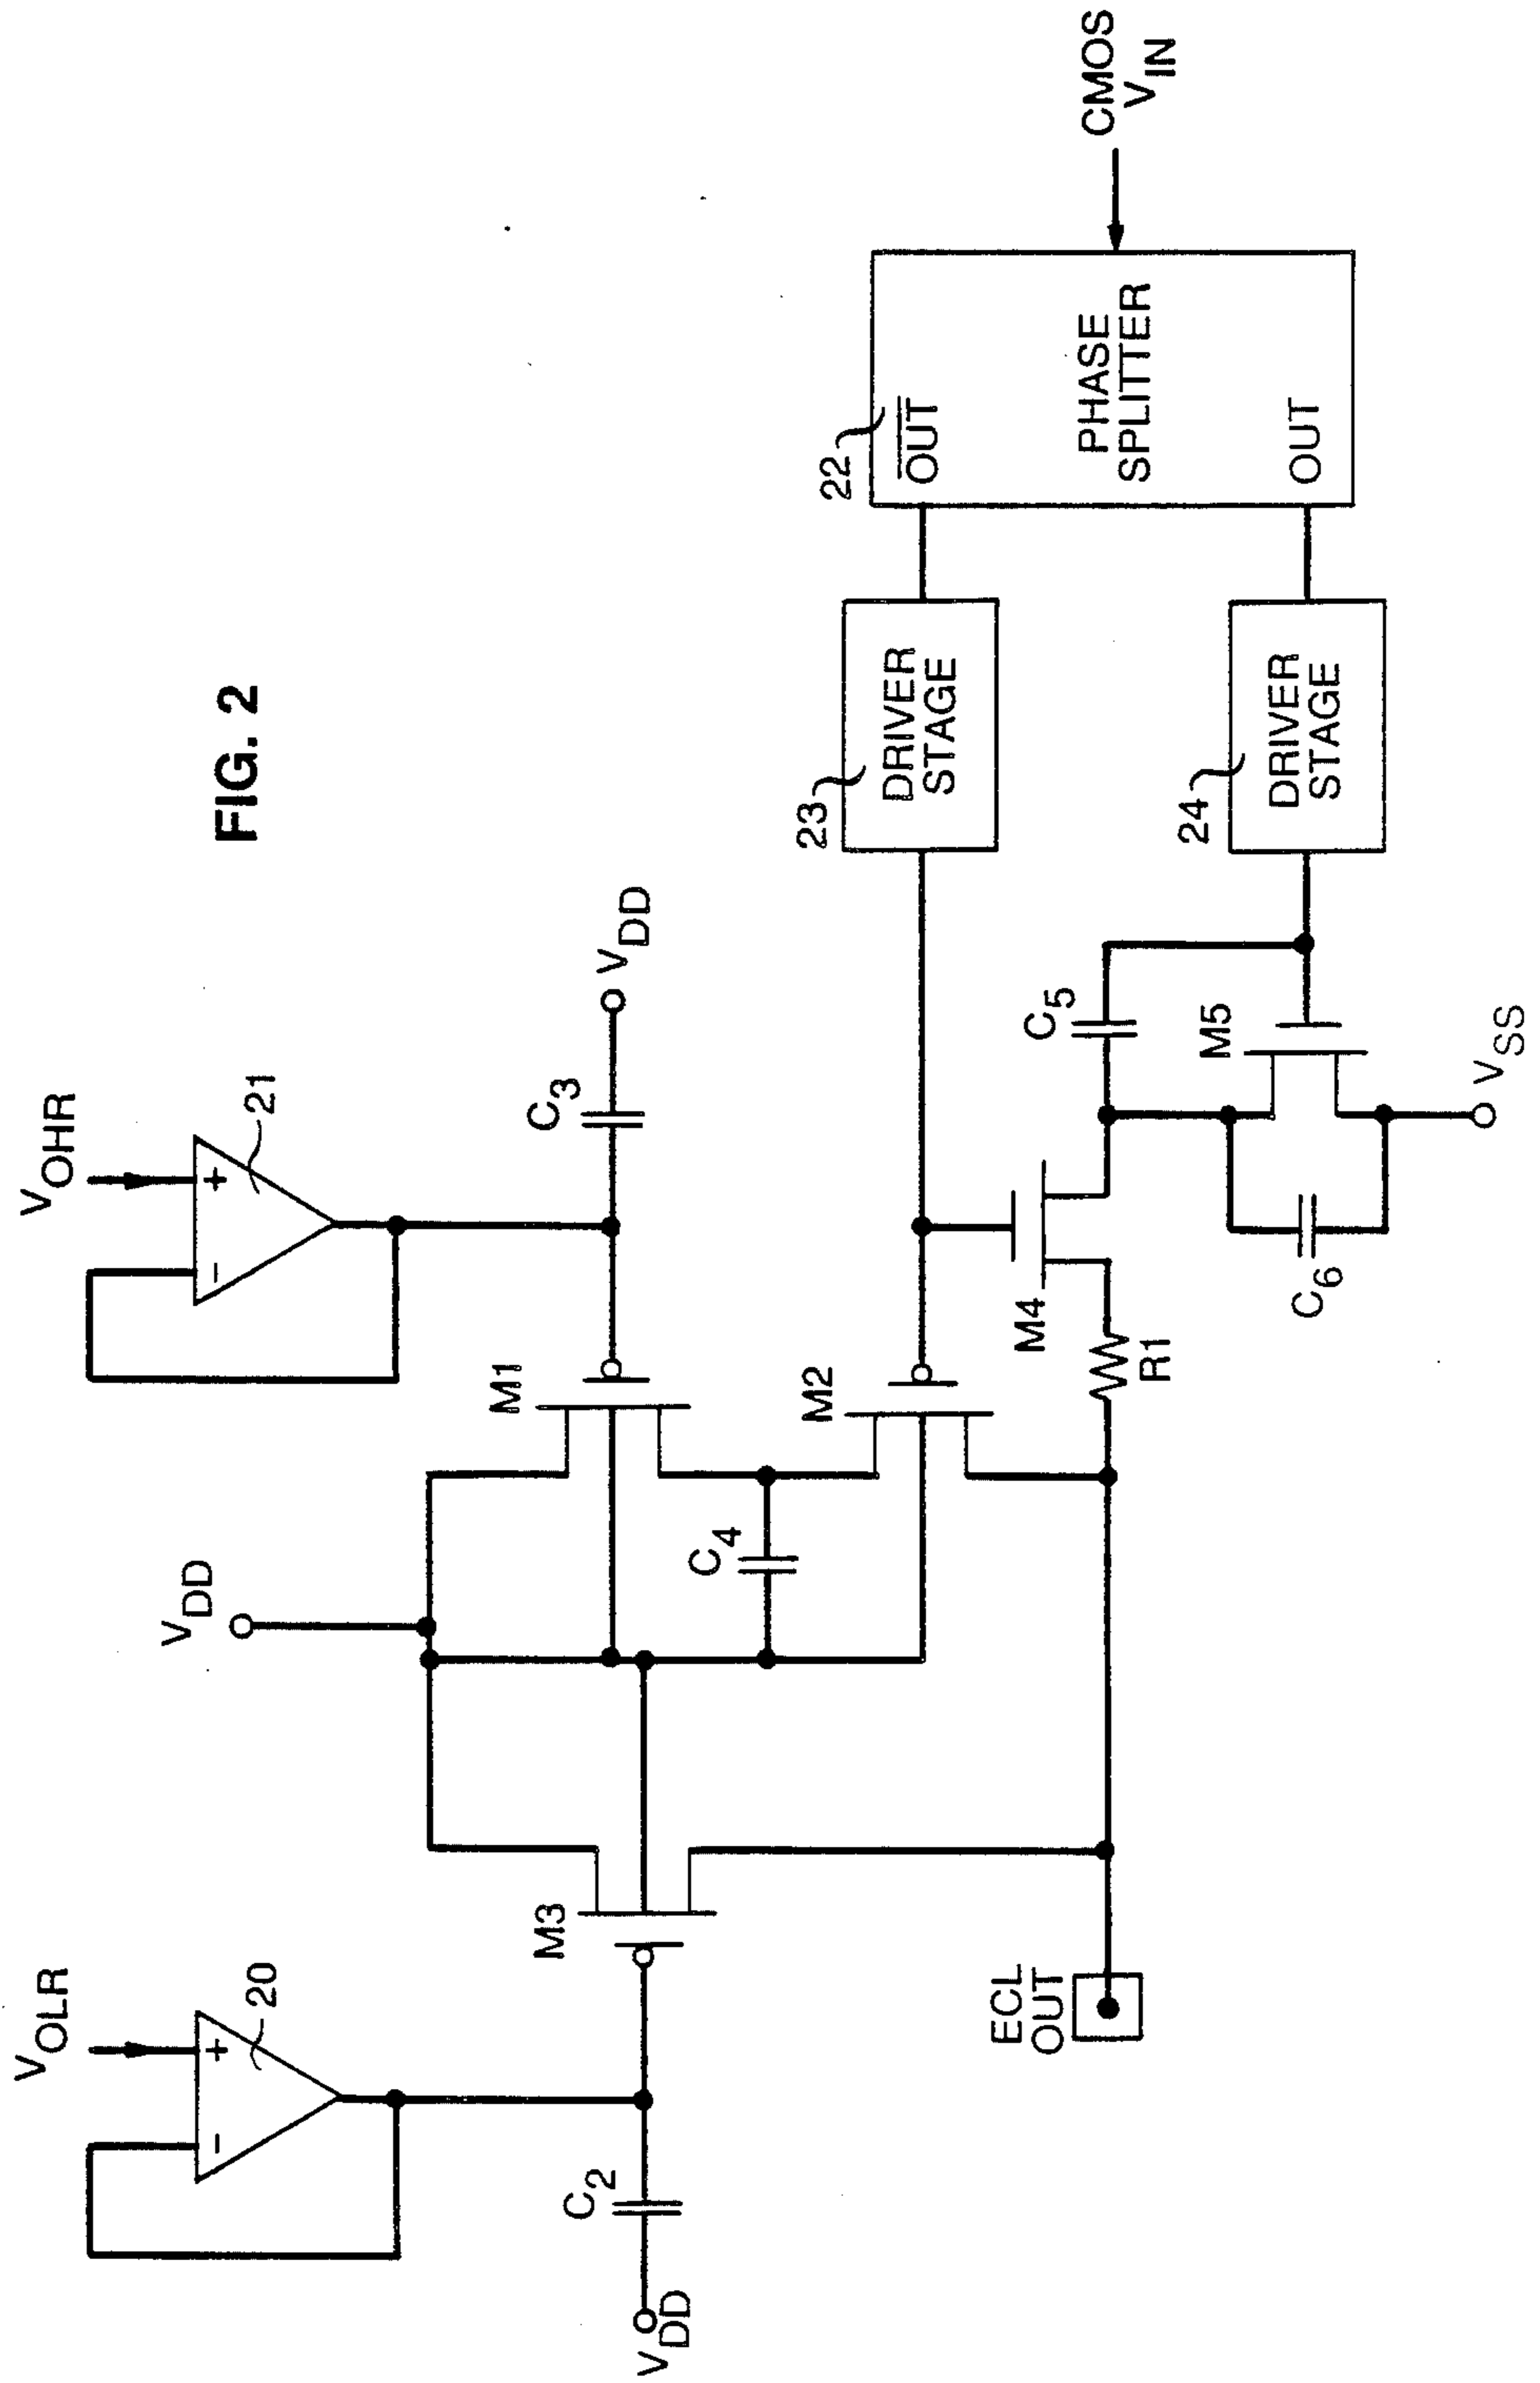 FIG. 2
V_OLR
V_OHR
+
-
20
+
-
21
V_DD
C_2
V_DD
C_3
V_DD
M3
M1
C_4
M2
23
DRIVER
STAGE
22
OUT
PHASE
SPLITTER
OUT
CMOS
V_IN
ECL
OUT
R1
M4
C_5
M5
C_6
V_SS
24
DRIVER
STAGE